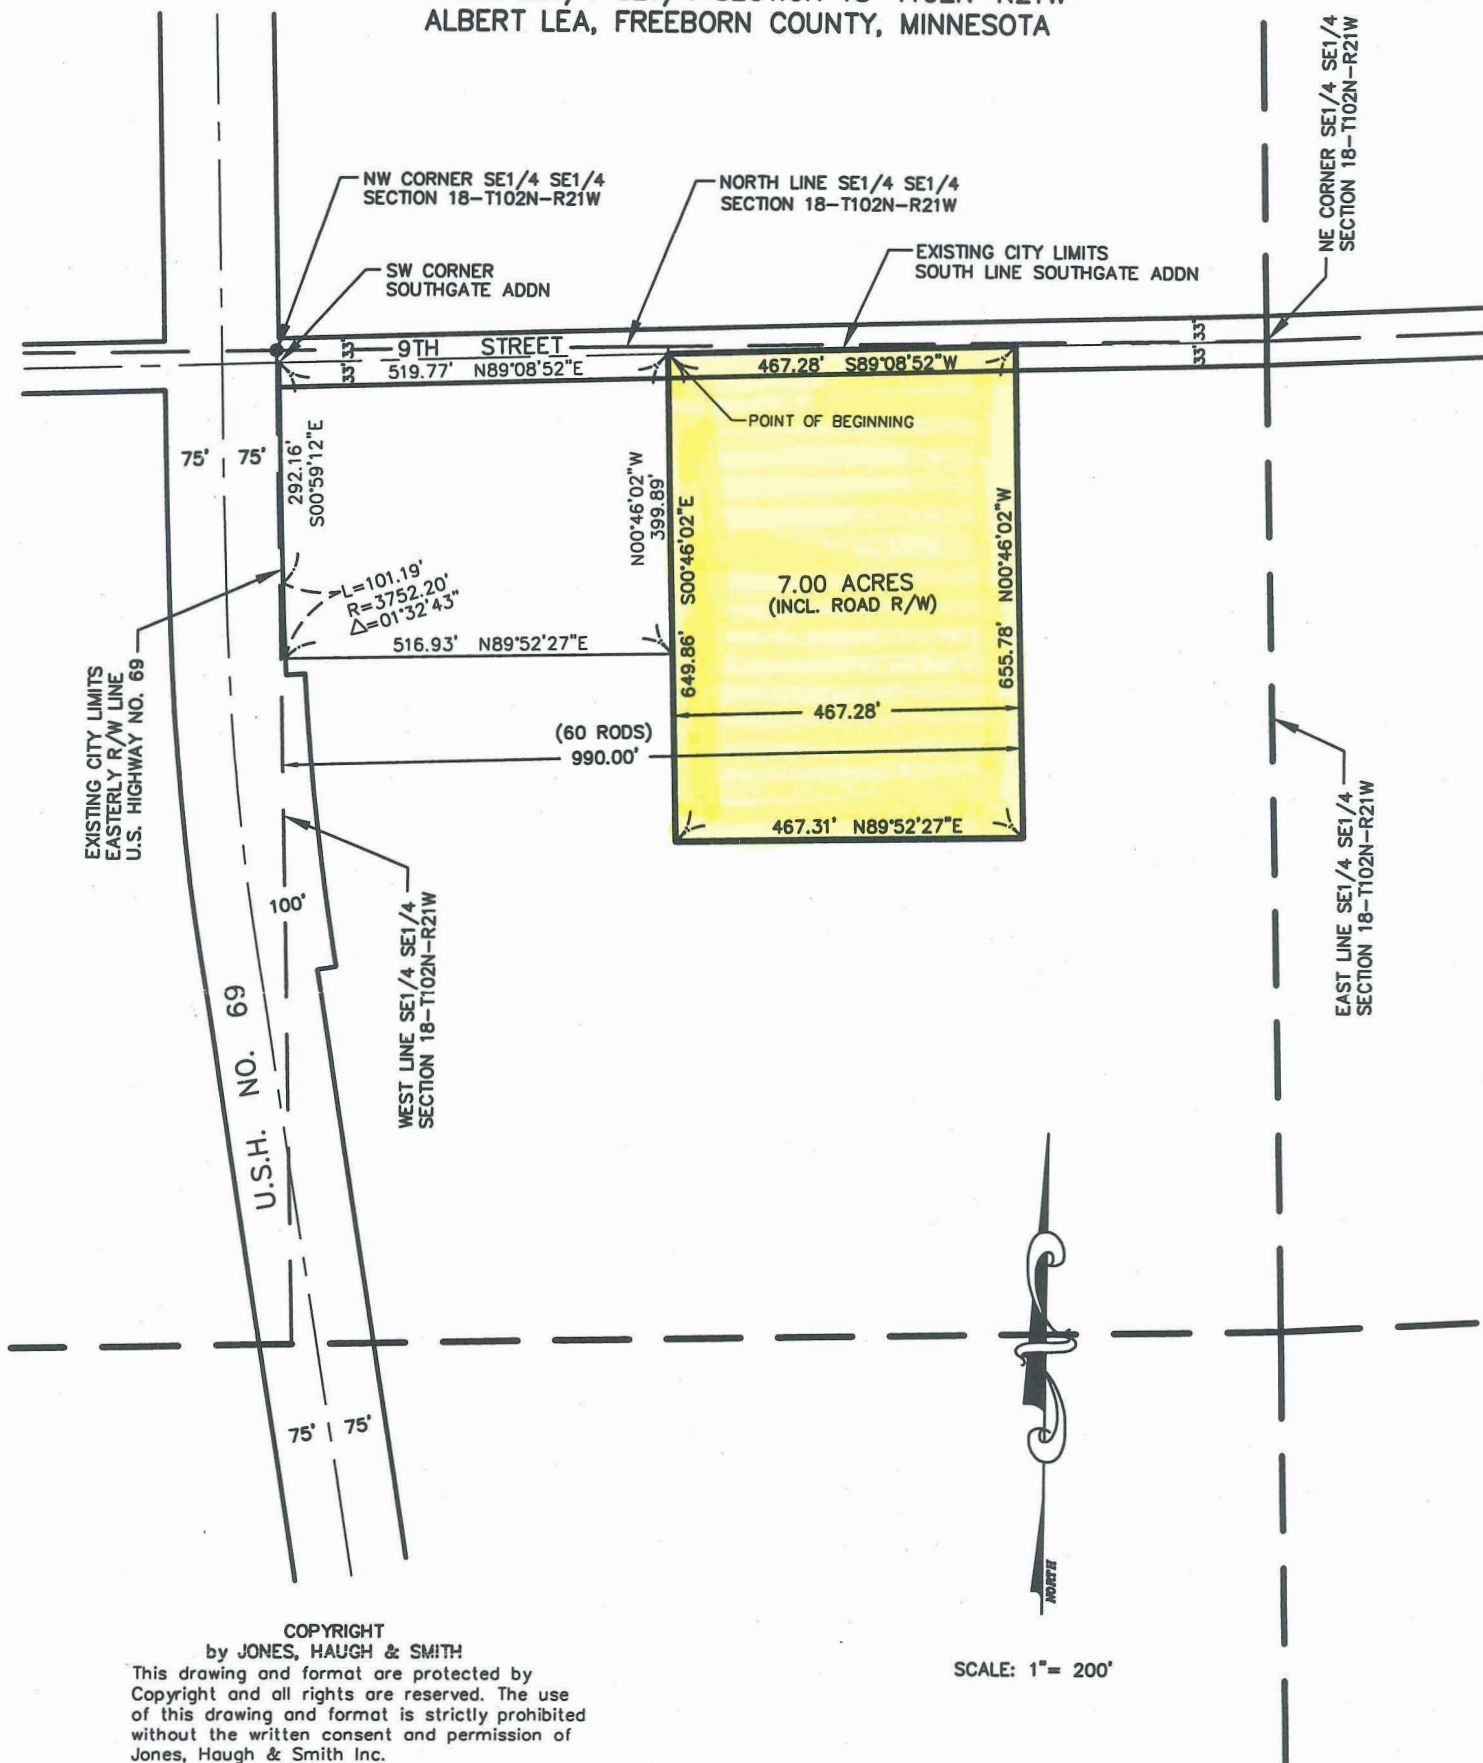 ALBERT LEA, FREEBORN COUNTY, MINNESOTA
NW CORNER SE1/4 SE1/4
SECTION 18-T102N-R21W
NORTH LINE SE1/4 SE1/4
SECTION 18-T102N-R21W
NE CORNER SE1/4 SE1/4
SECTION 18-T102N-R21W
SW CORNER
SOUTHGATE ADDN
EXISTING CITY LIMITS
SOUTH LINE SOUTHGATE ADDN
33' 33'
9TH STREET
519.77' N89°08'52"E
467.28' S89°08'52"W
33' 33'
POINT OF BEGINNING
75' 75'
292.16'
S00°59'12"E
N00°46'02"W
399.89'
649.86' S00°46'02"E
655.78' N00°46'02"W
7.00 ACRES
(INCL. ROAD R/W)
L=101.19'
R=3752.20'
Δ=01°32'43"
516.93' N89°52'27"E
EXISTING CITY LIMITS
EASTERLY R/W LINE
U.S. HIGHWAY NO. 69
467.28'
(60 RODS)
990.00'
467.31' N89°52'27"E
100'
WEST LINE SE1/4 SE1/4
SECTION 18-T102N-R21W
EAST LINE SE1/4 SE1/4
SECTION 18-T102N-R21W
U.S.H. NO. 69
75' 75'
NORTH
SCALE: 1"= 200'
COPYRIGHT
by JONES, HAUGH & SMITH
This drawing and format are protected by
Copyright and all rights are reserved. The use
of this drawing and format is strictly prohibited
without the written consent and permission of
Jones, Haugh & Smith Inc.